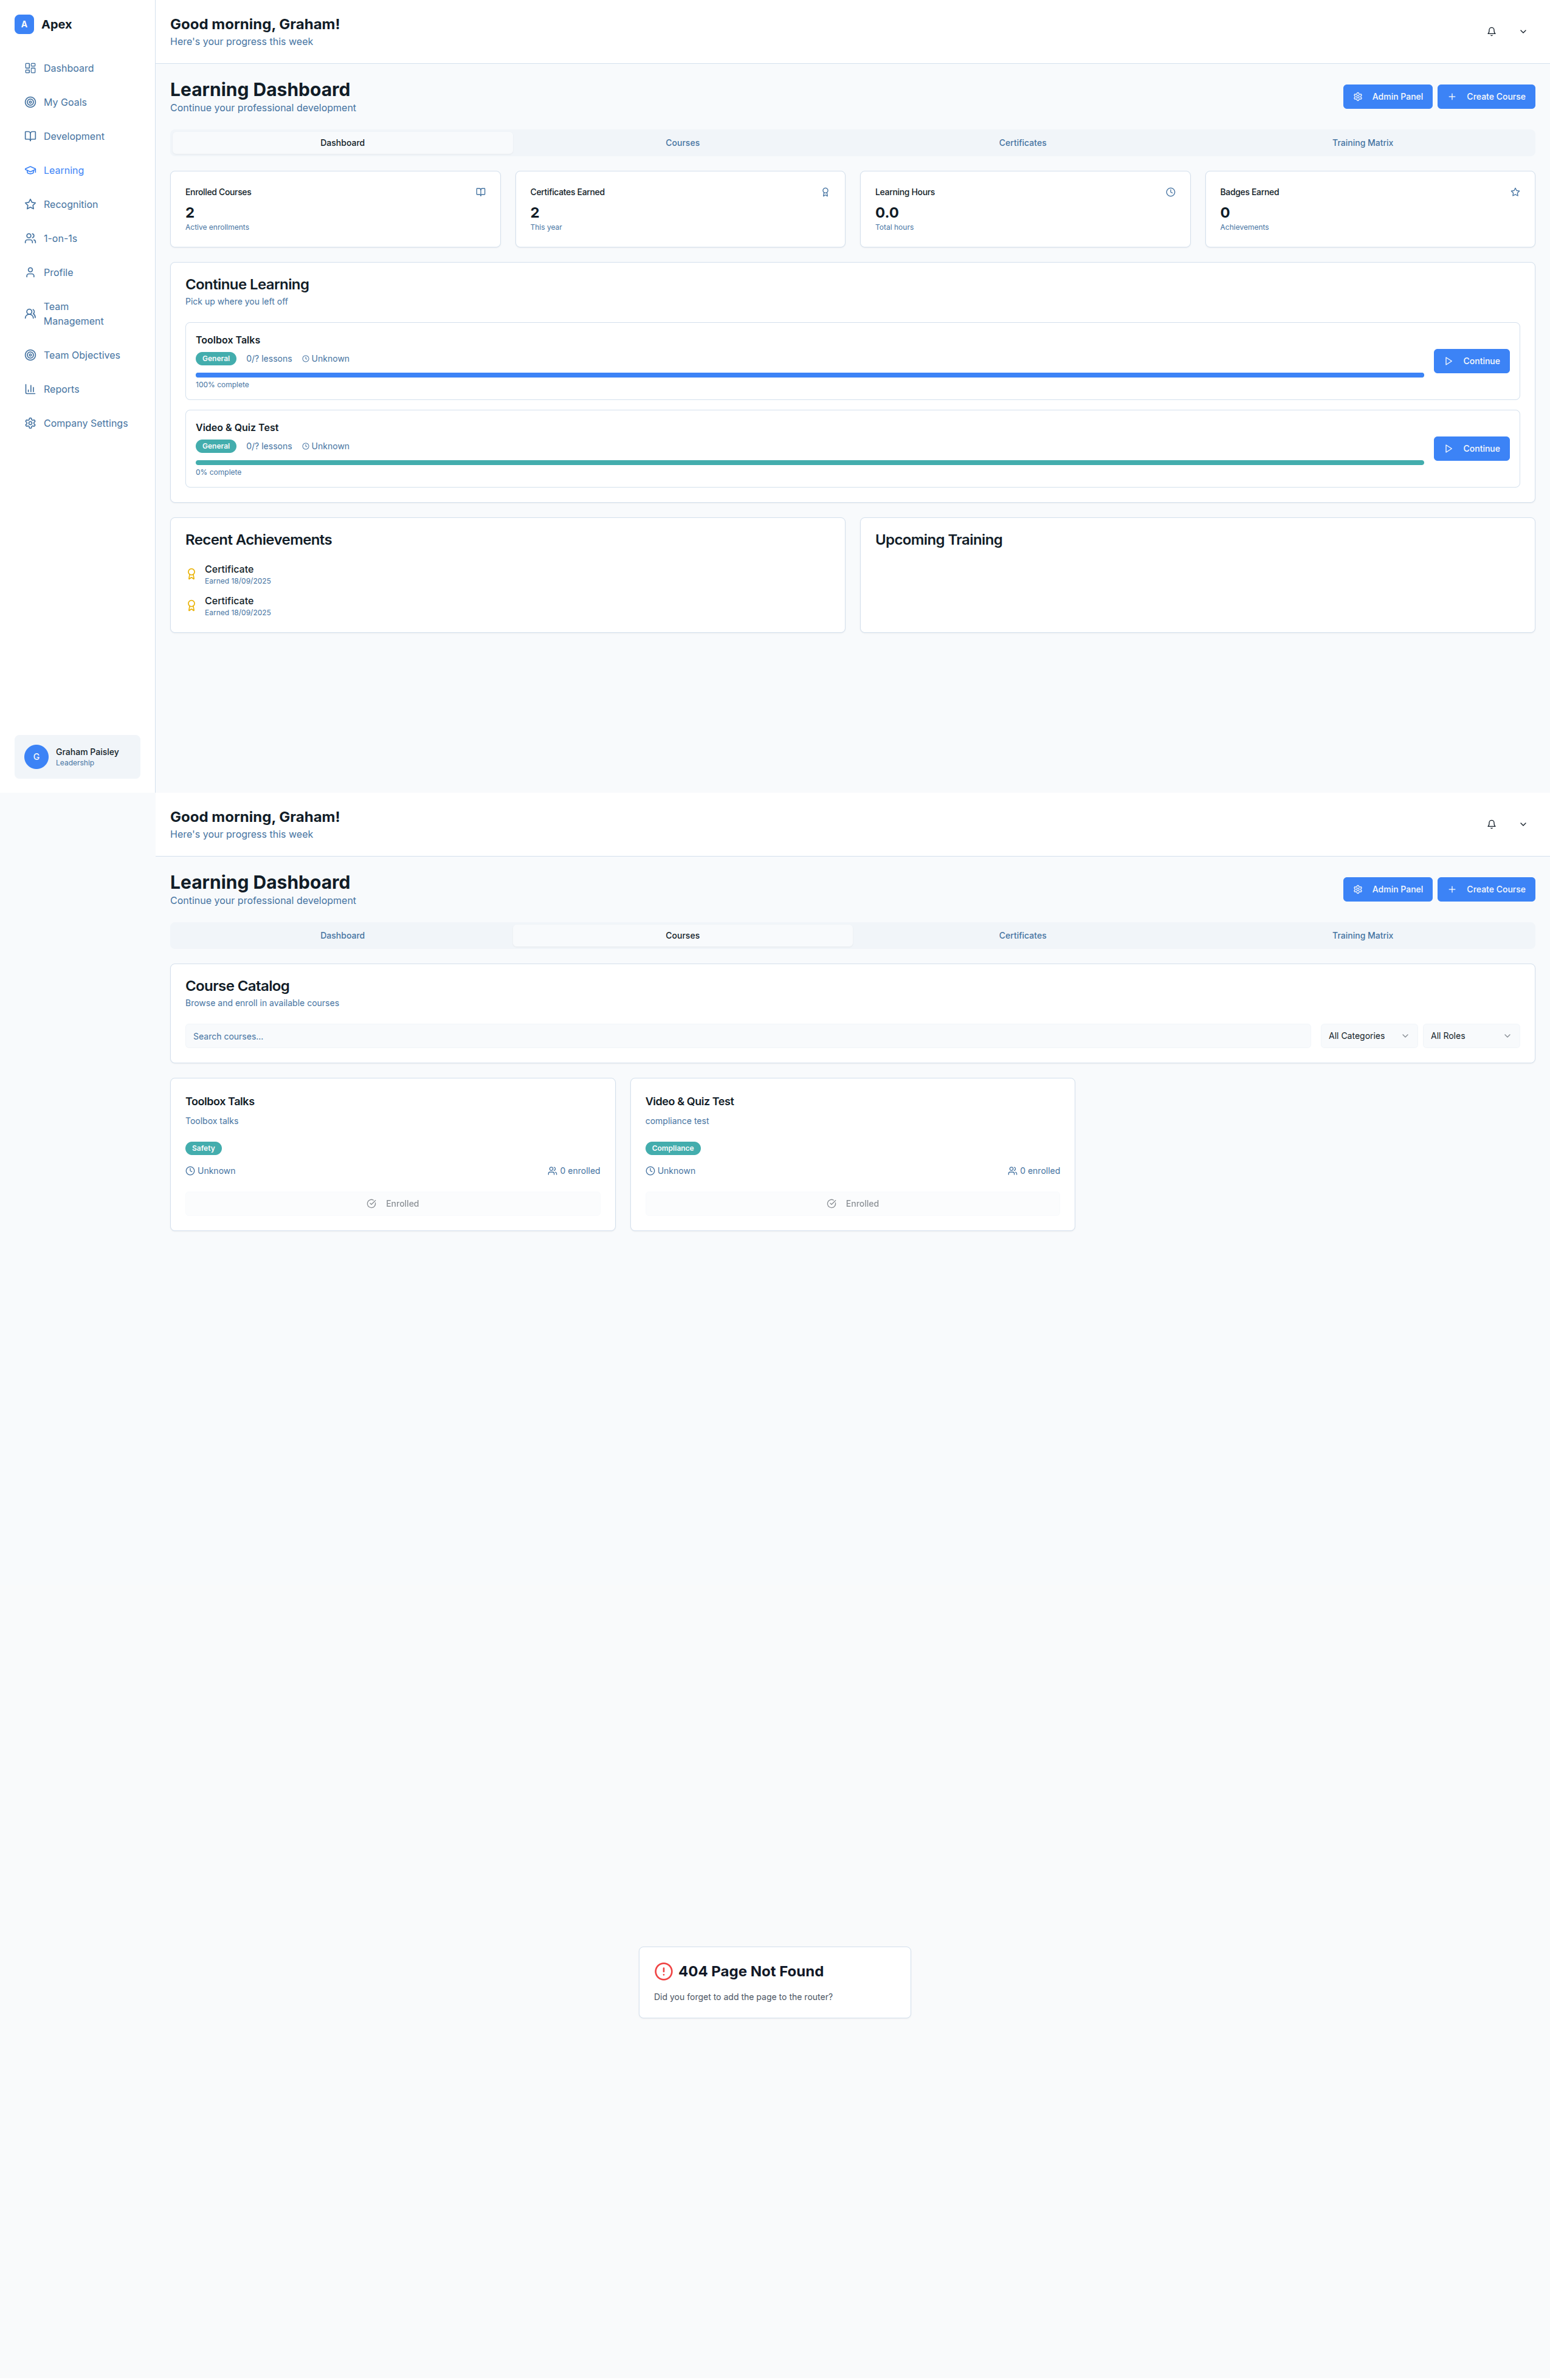 A Apex
Dashboard
My Goals
Development
Learning
Recognition
1-on-1s
Profile
Team
Management
Team Objectives
Reports
Company Settings
G
Graham Paisley
Leadership
Good morning, Graham!
Here's your progress this week
Learning Dashboard
Continue your professional development
Admin Panel
Create Course
Dashboard Courses Certificates Training Matrix
Enrolled Courses
2
Active enrollments
Certificates Earned
2
This year
Learning Hours
0.0
Total hours
Badges Earned
0
Achievements
Continue Learning
Pick up where you left off
Toolbox Talks
General 0/? lessons Unknown
100% complete
Continue
Video & Quiz Test
General 0/? lessons Unknown
0% complete
Continue
Recent Achievements
Certificate
Earned 18/09/2025
Certificate
Earned 18/09/2025
Upcoming Training
Good morning, Graham!
Here's your progress this week
Learning Dashboard
Continue your professional development
Admin Panel
Create Course
Dashboard Courses Certificates Training Matrix
Course Catalog
Browse and enroll in available courses
Search courses...
All Categories
All Roles
Toolbox Talks
Toolbox talks
Safety
Unknown 0 enrolled
Enrolled
Video & Quiz Test
compliance test
Compliance
Unknown 0 enrolled
Enrolled
404 Page Not Found
Did you forget to add the page to the router?